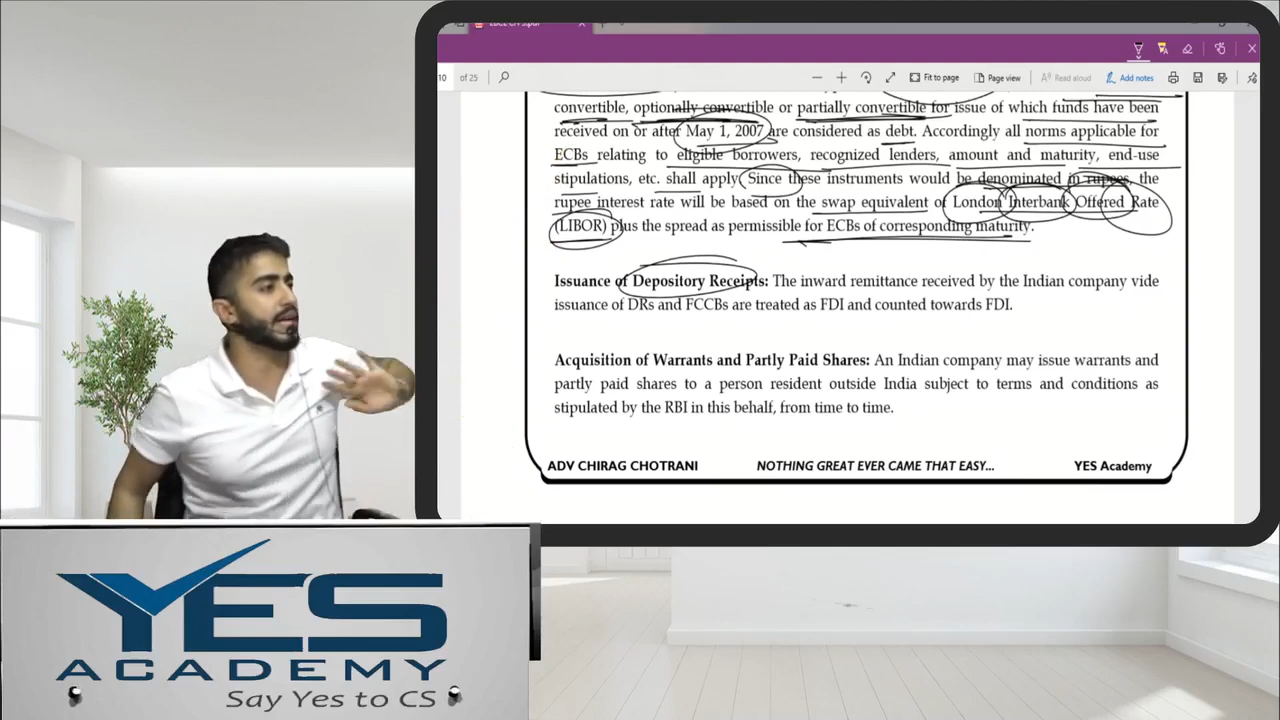 10 of 25
Fit to page
Page view
Read aloud
Add notes
convertible, optionally convertible or partially convertible for issue of which funds have been
received on or after May 1, 2007 are considered as debt. Accordingly all norms applicable for
ECBs relating to eligible borrowers, recognized lenders, amount and maturity, end-use
stipulations, etc. shall apply. Since these instruments would be denominated in rupees, the
rupee interest rate will be based on the swap equivalent of London Interbank Offered Rate
(LIBOR) plus the spread as permissible for ECBs of corresponding maturity.
Issuance of Depository Receipts: The inward remittance received by the Indian company vide
issuance of DRs and FCCBs are treated as FDI and counted towards FDI.
Acquisition of Warrants and Partly Paid Shares: An Indian company may issue warrants and
partly paid shares to a person resident outside India subject to terms and conditions as
stipulated by the RBI in this behalf, from time to time.
ADV CHIRAG CHOTRANI NOTHING GREAT EVER CAME THAT EASY... YES Academy
YES
ACADEMY
Say Yes to CS